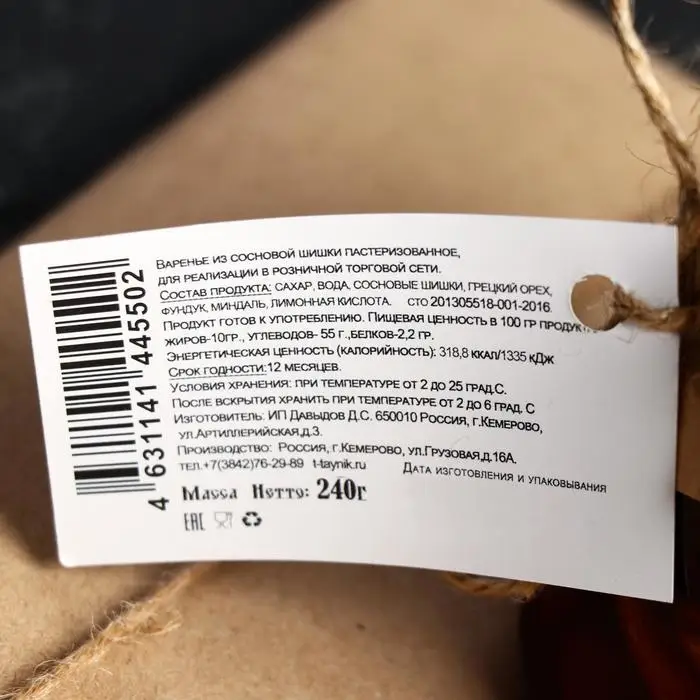 Варенье из сосновой шишки пастеризованное,
для реализации в розничной торговой сети.
Состав продукта: сахар, вода, сосновые шишки, грецкий орех,
фундук, миндаль, лимонная кислота. сто 201305518-001-2016.
Продукт готов к употреблению. Пищевая ценность в 100 гр
жиров-10гр., углеводов- 55 г.,белков-2,2 гр.
Энергетическая ценность (калорийность): 318,8 ккал/1335 кДж
Срок годности:12 месяцев.
Условия хранения: при температуре от 2 до 25 град.С.
После вскрытия хранить при температуре от 2 до 6 град. С
Изготовитель: ИП Давыдов Д.С. 650010 Россия, г.Кемерово,
ул.Артиллерийская,д.3.
Производство: Россия, г.Кемерово, ул.Грузовая,д.16А.
тел.+7(3842)76-29-89 t-taynik.ru Дата изготовления и упаковывания
Масса Нетто: 240г
EAC
4 631141 445502